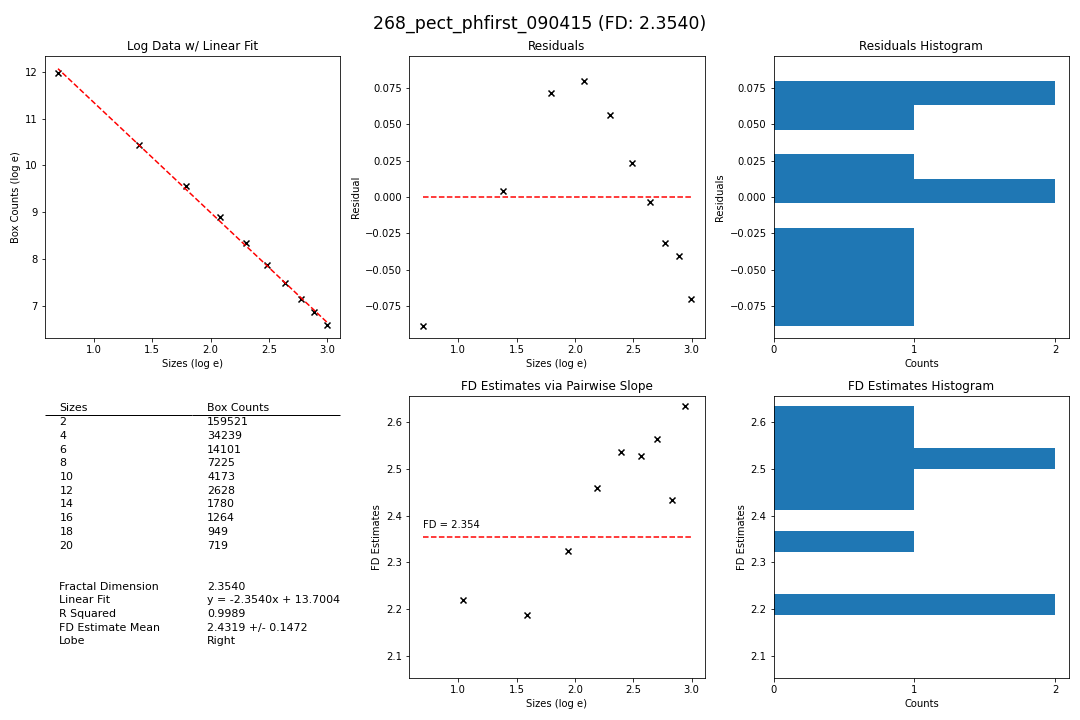 268_pect_phfirst_090415 (FD: 2.3540)
Log Data w/ Linear Fit
12
11
10
9
8
7
Box Counts (log e)
1.0 1.5 2.0 2.5 3.0
Sizes (log e)
Residuals
0.075
0.050
0.025
0.000
−0.025
−0.050
−0.075
Residual
1.0 1.5 2.0 2.5 3.0
Sizes (log e)
Residuals Histogram
0.075
0.050
0.025
0.000
−0.025
−0.050
−0.075
Residuals
0 1 2
Counts
Sizes Box Counts
2 159521
4 34239
6 14101
8 7225
10 4173
12 2628
14 1780
16 1264
18 949
20 719
Fractal Dimension 2.3540
Linear Fit y = -2.3540x + 13.7004
R Squared 0.9989
FD Estimate Mean 2.4319 +/- 0.1472
Lobe Right
FD Estimates via Pairwise Slope
2.6
2.5
2.4
2.3
2.2
2.1
FD Estimates
FD = 2.354
1.0 1.5 2.0 2.5 3.0
Sizes (log e)
FD Estimates Histogram
2.6
2.5
2.4
2.3
2.2
2.1
FD Estimates
0 1 2
Counts